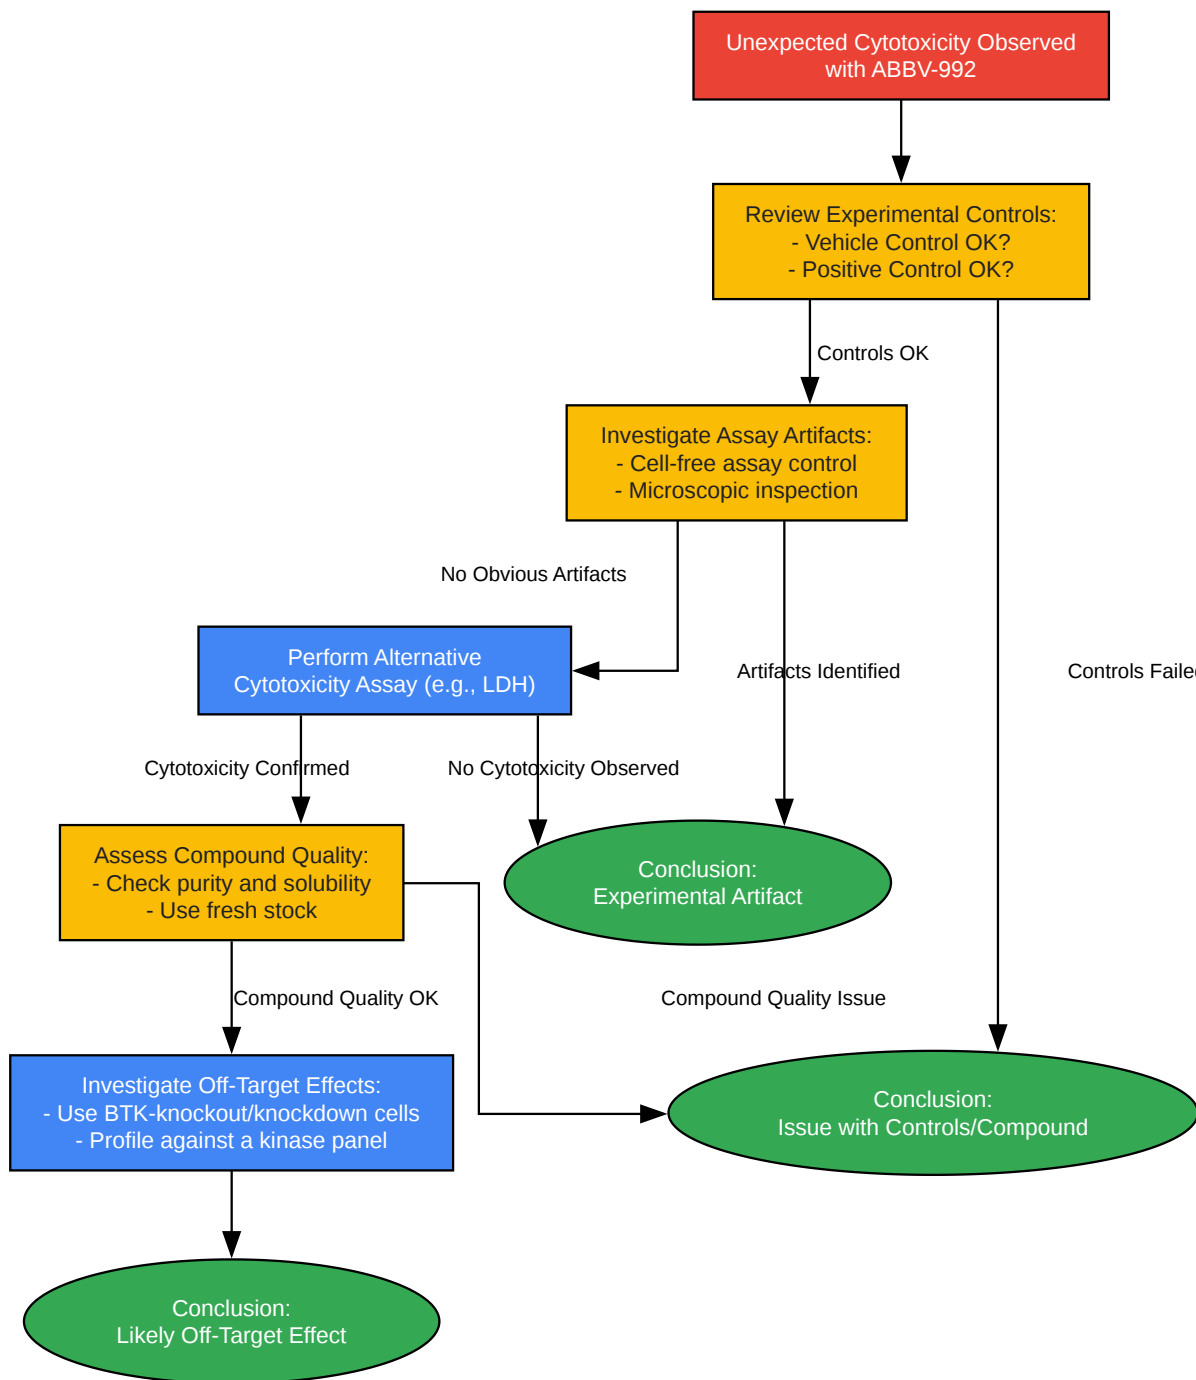 Unexpected Cytotoxicity Observed
with ABBV-992
Review Experimental Controls:
- Vehicle Control OK?
- Positive Control OK?
Controls OK
Investigate Assay Artifacts:
- Cell-free assay control
- Microscopic inspection
No Obvious Artifacts
Perform Alternative
Cytotoxicity Assay (e.g., LDH)
Artifacts Identified
Controls Failed
Cytotoxicity Confirmed
No Cytotoxicity Observed
Assess Compound Quality:
- Check purity and solubility
- Use fresh stock
Conclusion:
Experimental Artifact
Compound Quality OK
Compound Quality Issue
Investigate Off-Target Effects:
- Use BTK-knockout/knockdown cells
- Profile against a kinase panel
Conclusion:
Issue with Controls/Compound
Conclusion:
Likely Off-Target Effect